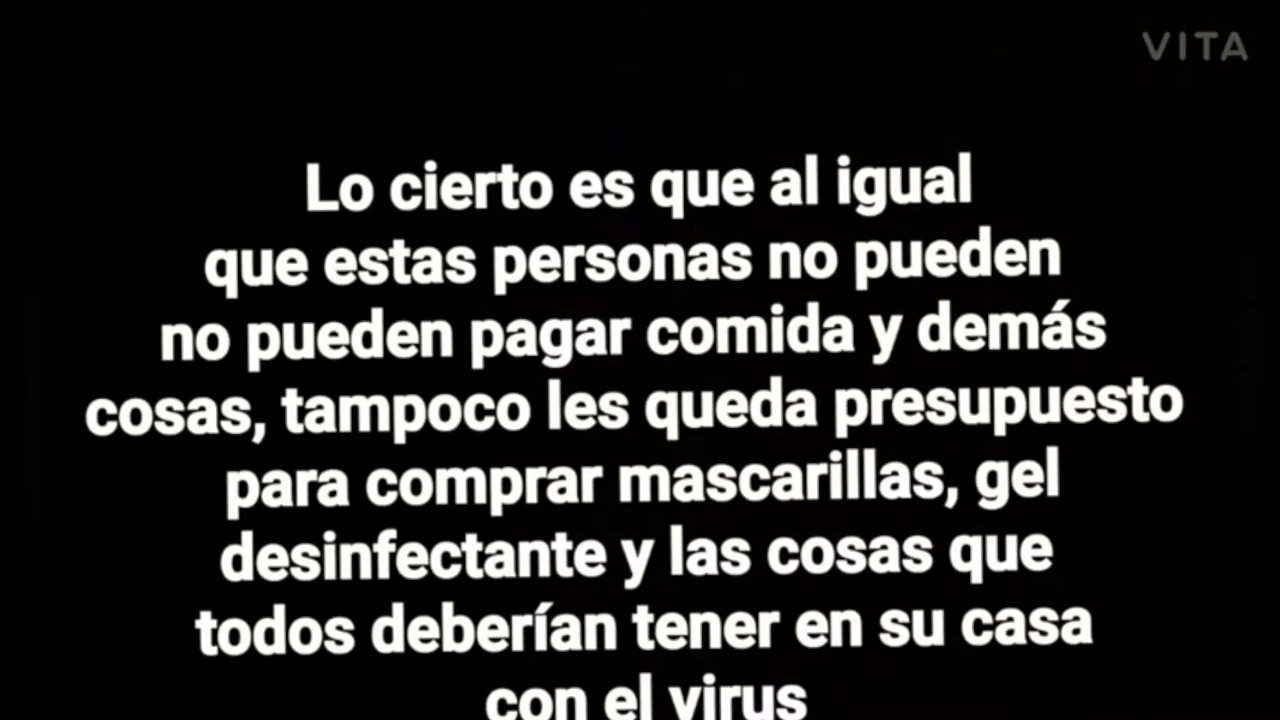 VITA
Lo cierto es que al igual
que estas personas no pueden
no pueden pagar comida y demás
cosas, tampoco les queda presupuesto
para comprar mascarillas, gel
desinfectante y las cosas que
todos deberían tener en su casa
con el virus